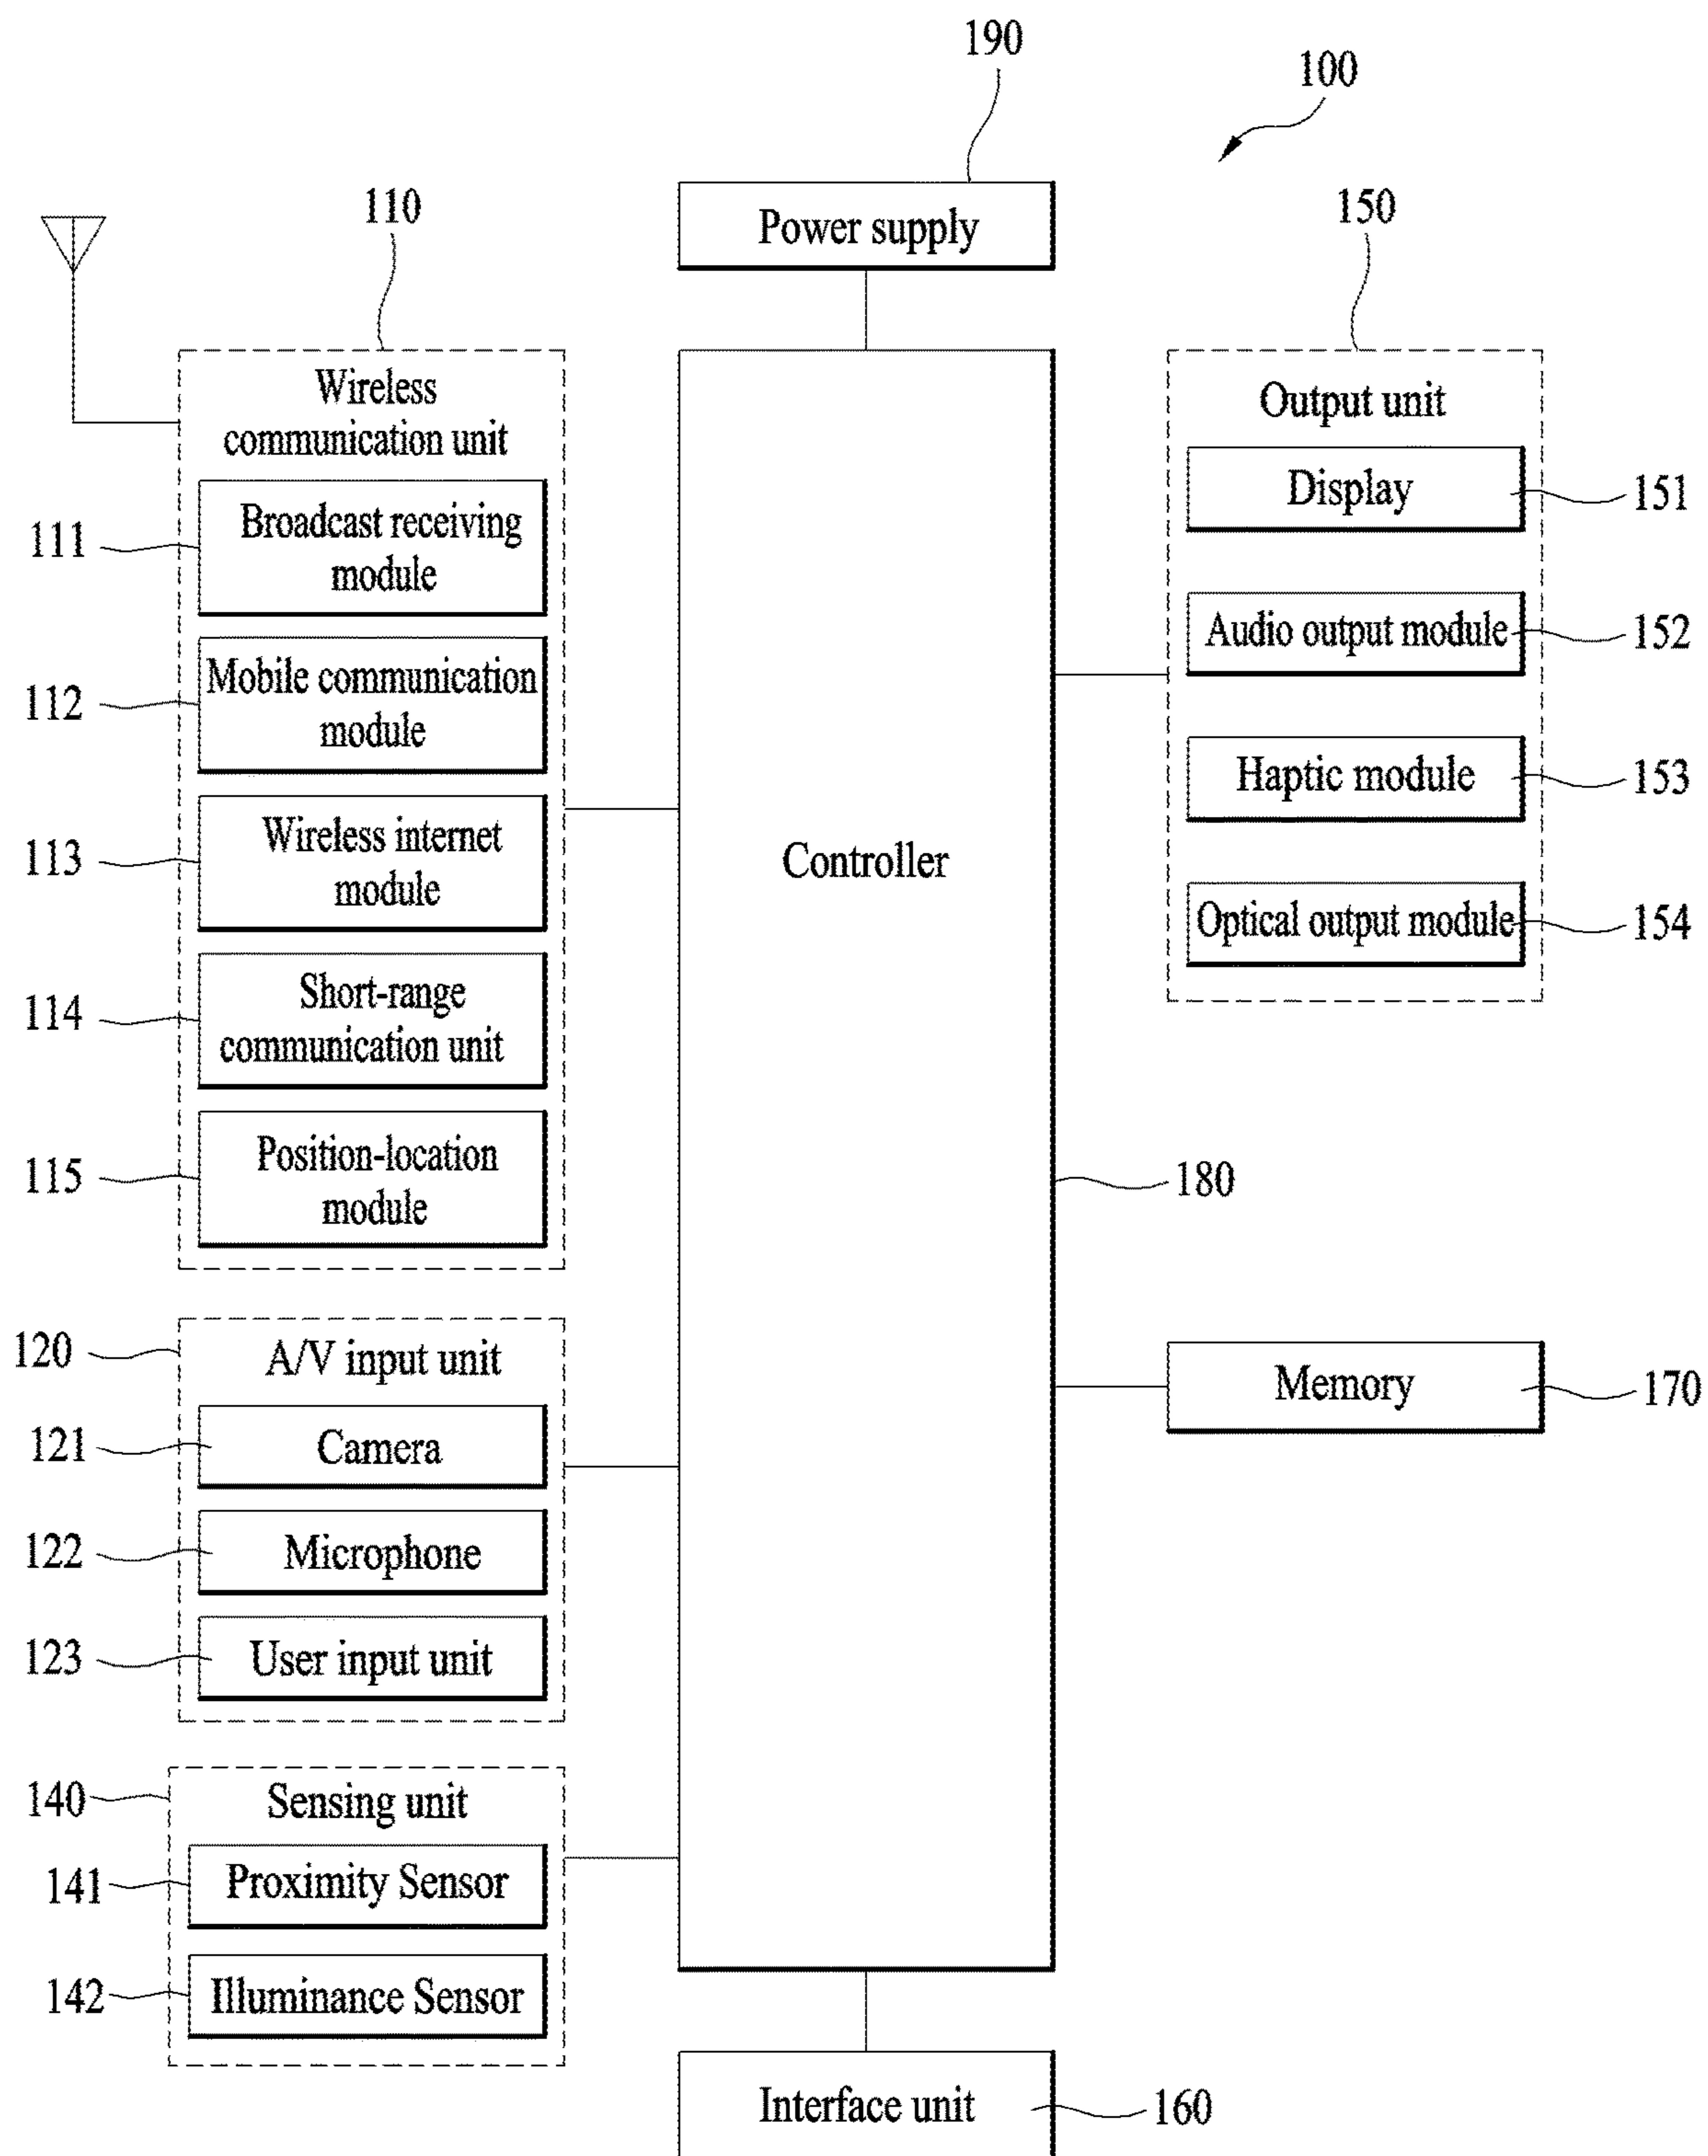 190
100
Power supply
110
150
Wireless
communication unit
111
Broadcast receiving
module
112
Mobile communication
module
113
Wireless internet
module
114
Short-range
communication unit
115
Position-location
module
120
A/V input unit
121
Camera
122
Microphone
123
User input unit
140
Sensing unit
141
Proximity Sensor
142
Illuminance Sensor
Controller
180
Output unit
Display
151
Audio output module
152
Haptic module
153
Optical output module
154
Memory
170
Interface unit
160